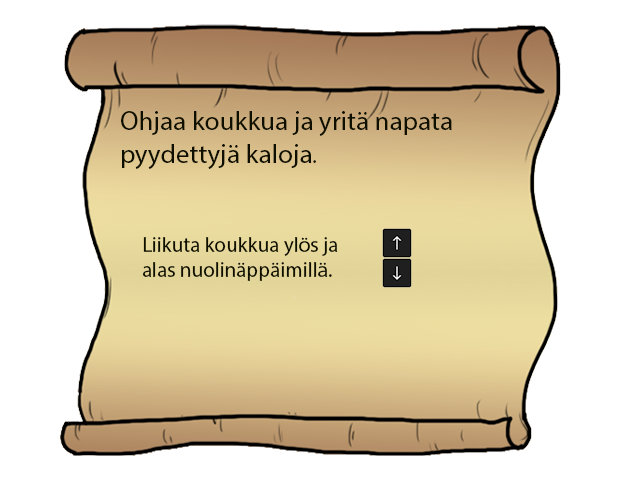 Ohjaa koukkua ja yritä napata
pyydettyjä kaloja.
Liikuta koukkua ylös ja
alas nuolinäppäimillä.
↑
↓